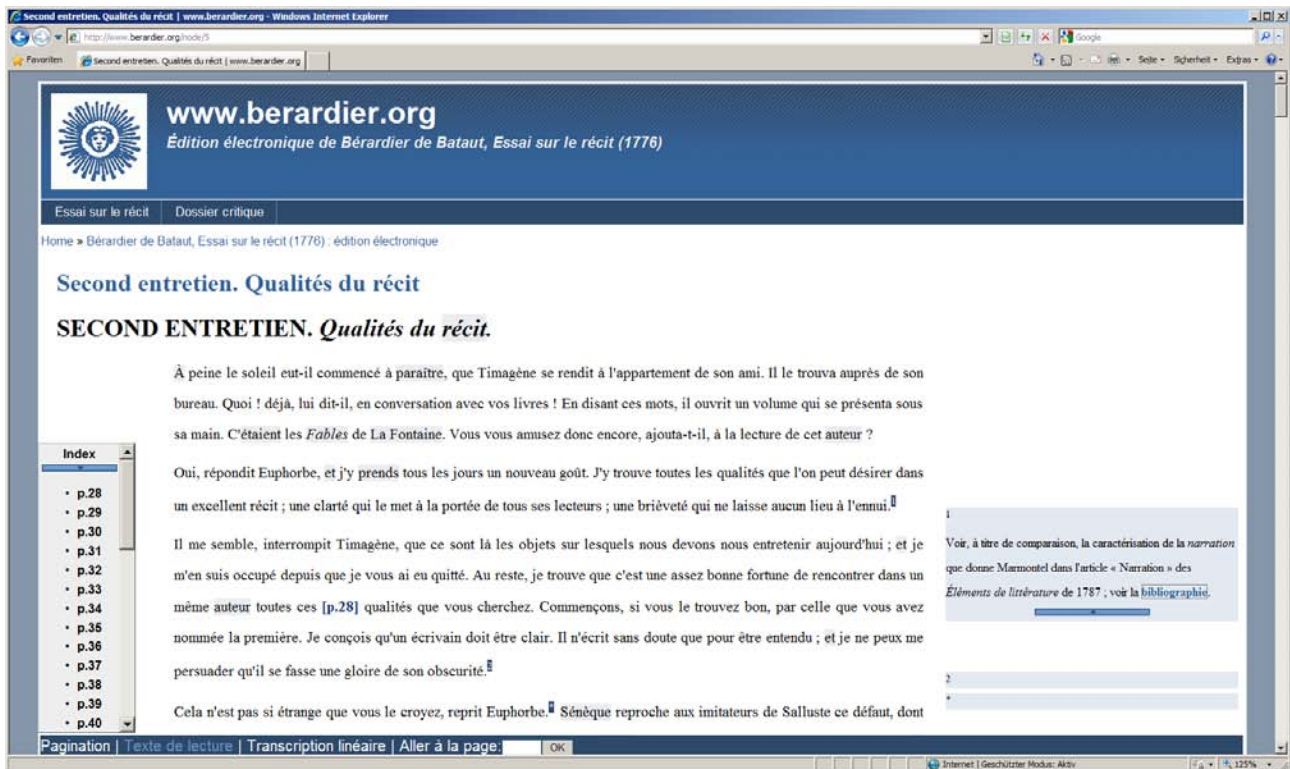 Second entretien. Qualités du récit | www.berardier.org - Windows Internet Explorer
http://www.berardier.org/node/5
Google
Favoriten
Second entretien. Qualités du récit | www.berardier.org
Seite
Sicherheit
Extras
www.berardier.org
Édition électronique de Bérardier de Bataut, Essai sur le récit (1776)
Essai sur le récit
Dossier critique
Home » Bérardier de Bataut, Essai sur le récit (1776) : édition électronique
Second entretien. Qualités du récit
SECOND ENTRETIEN. Qualités du récit.
À peine le soleil eut-il commencé à paraître, que Timagène se rendit à l'appartement de son ami. Il le trouva auprès de son
bureau. Quoi ! déjà, lui dit-il, en conversation avec vos livres ! En disant ces mots, il ouvrit un volume qui se présenta sous
sa main. C'étaient les Fables de La Fontaine. Vous vous amusez donc encore, ajouta-t-il, à la lecture de cet auteur ?
Oui, répondit Euphorbe, et j'y prends tous les jours un nouveau goût. J'y trouve toutes les qualités que l'on peut désirer dans
un excellent récit ; une clarté qui le met à la portée de tous ses lecteurs ; une brièveté qui ne laisse aucun lieu à l'ennui.1
Il me semble, interrompit Timagène, que ce sont là les objets sur lesquels nous devons nous entretenir aujourd'hui ; et je
m'en suis occupé depuis que je vous ai eu quitté. Au reste, je trouve que c'est une assez bonne fortune de rencontrer dans un
même auteur toutes ces [p.28] qualités que vous cherchez. Commençons, si vous le trouvez bon, par celle que vous avez
nommée la première. Je conçois qu'un écrivain doit être clair. Il n'écrit sans doute que pour être entendu ; et je ne peux me
persuader qu'il se fasse une gloire de son obscurité.2
Cela n'est pas si étrange que vous le croyez, reprit Euphorbe.* Sénèque reproche aux imitateurs de Salluste ce défaut, dont
Index
p.28
p.29
p.30
p.31
p.32
p.33
p.34
p.35
p.36
p.37
p.38
p.39
p.40
1
Voir, à titre de comparaison, la caractérisation de la narration
que donne Marmontel dans l'article « Narration » des
Éléments de littérature de 1787 ; voir la bibliographie.
2
*
Pagination | Texte de lecture | Transcription linéaire | Aller à la page: OK
Internet | Geschützter Modus: Aktiv
125%